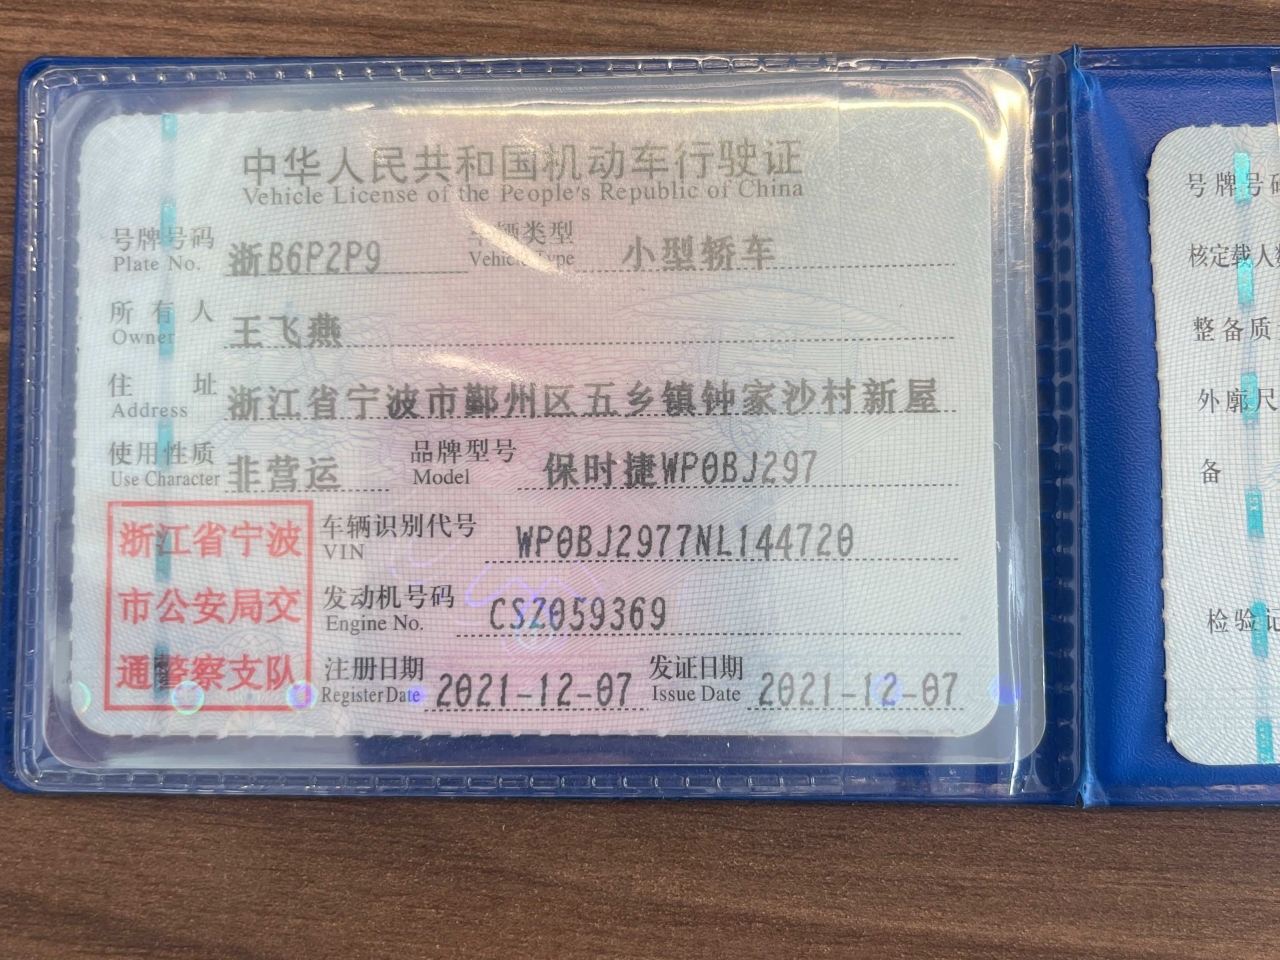 中华人民共和国机动车行驶证
Vehicle License of the People's Republic of China
号牌号码 浙B6P2P9 车辆类型 小型轿车
Plate No. Vehicle Type
所有人 王飞燕
Owner
住址 浙江省宁波市鄞州区五乡镇钟家沙村新屋
Address
使用性质 非营运 品牌型号 保时捷WP0BJ297
Use Character Model
浙江省宁波
市公安局交
通警察支队
车辆识别代号 WP0BJ2977NL144720
VIN
发动机号码 CSZ059369
Engine No.
注册日期 2021-12-07 发证日期 2021-12-07
Register Date Issue Date
号牌号码
核定载人数
整备质
外廓尺
备
检验记